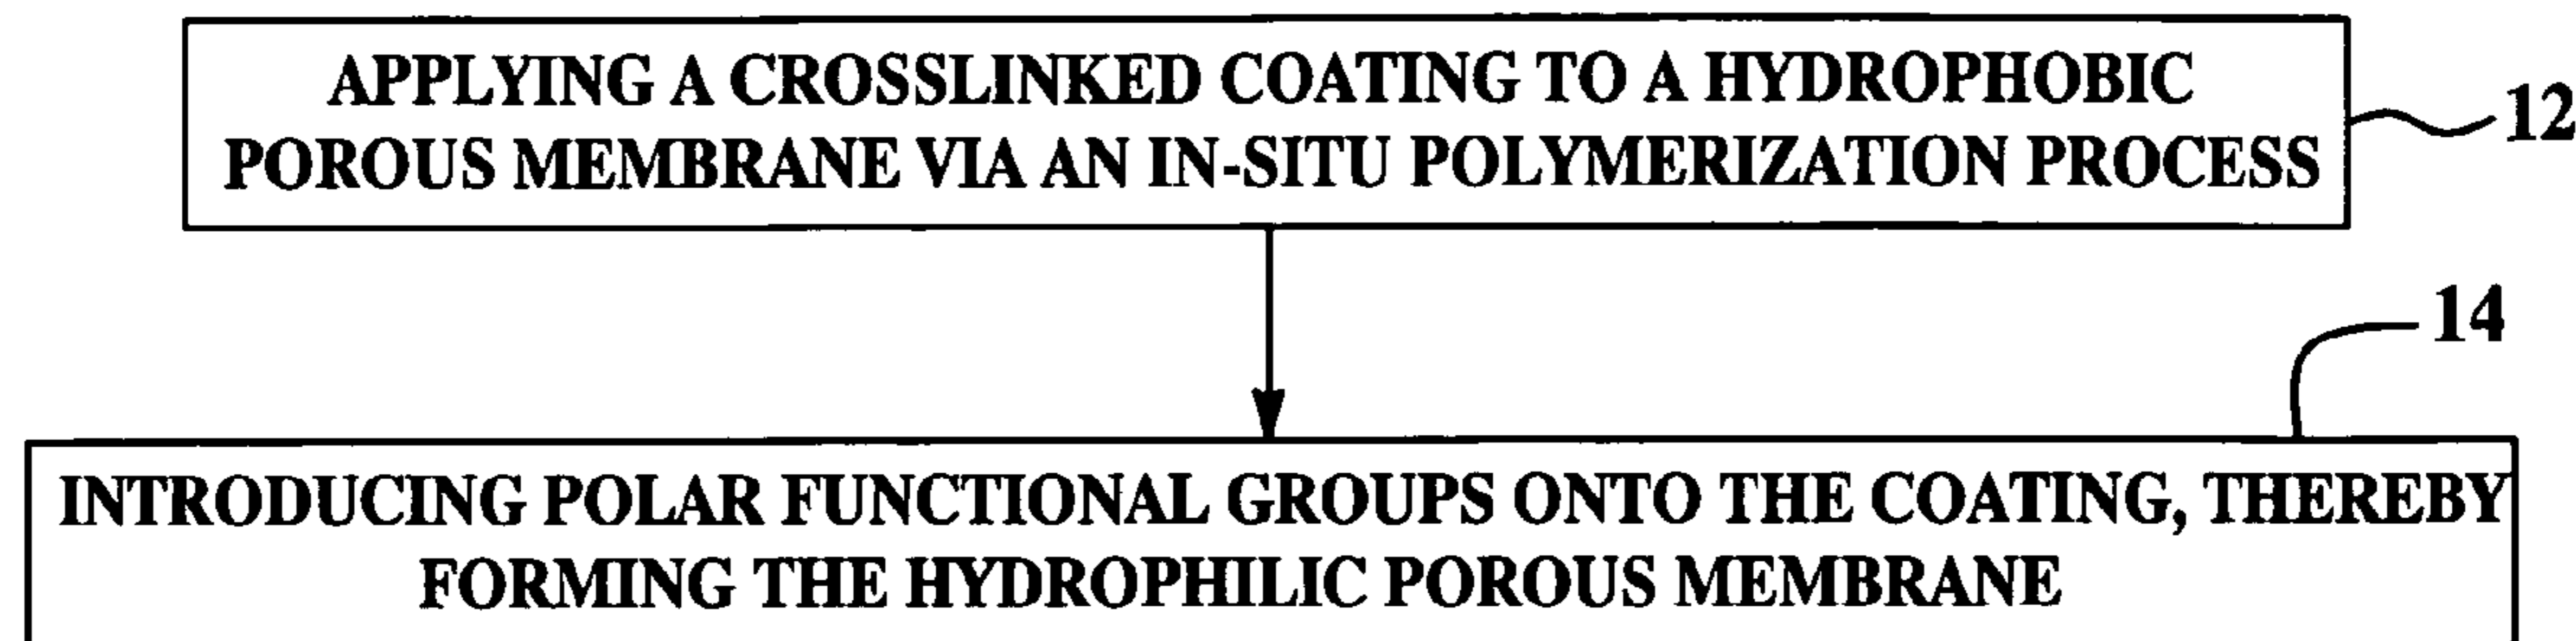 APPLYING A CROSSLINKED COATING TO A HYDROPHOBIC
POROUS MEMBRANE VIA AN IN-SITU POLYMERIZATION PROCESS
12
14
INTRODUCING POLAR FUNCTIONAL GROUPS ONTO THE COATING, THEREBY
FORMING THE HYDROPHILIC POROUS MEMBRANE